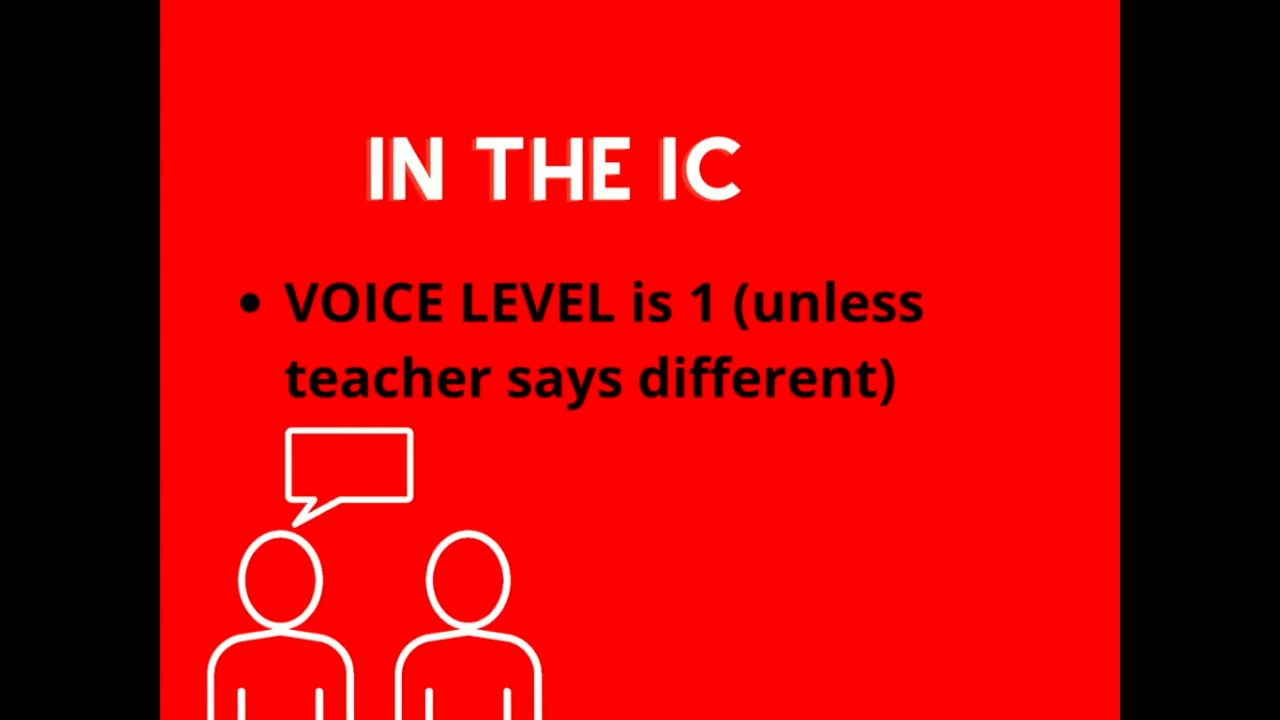 IN THE IC
• VOICE LEVEL is 1 (unless
teacher says different)